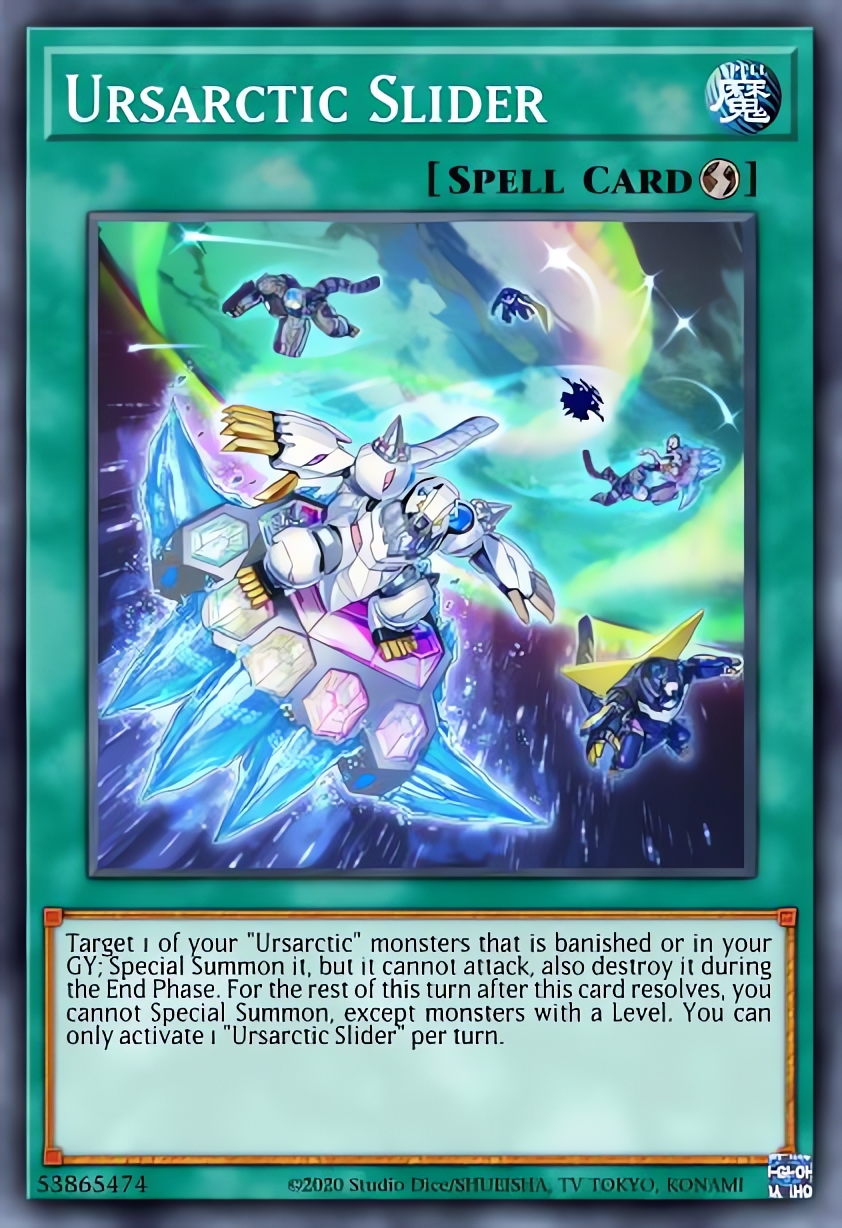 Ursarctic Slider
魔
[Spell Card]
Target 1 of your "Ursarctic" monsters that is banished or in your
GY; Special Summon it, but it cannot attack, also destroy it during
the End Phase. For the rest of this turn after this card resolves, you
cannot Special Summon, except monsters with a Level. You can
only activate 1 "Ursarctic Slider" per turn.
53865474
©2020 Studio Dice/SHUEISHA, TV TOKYO, KONAMI